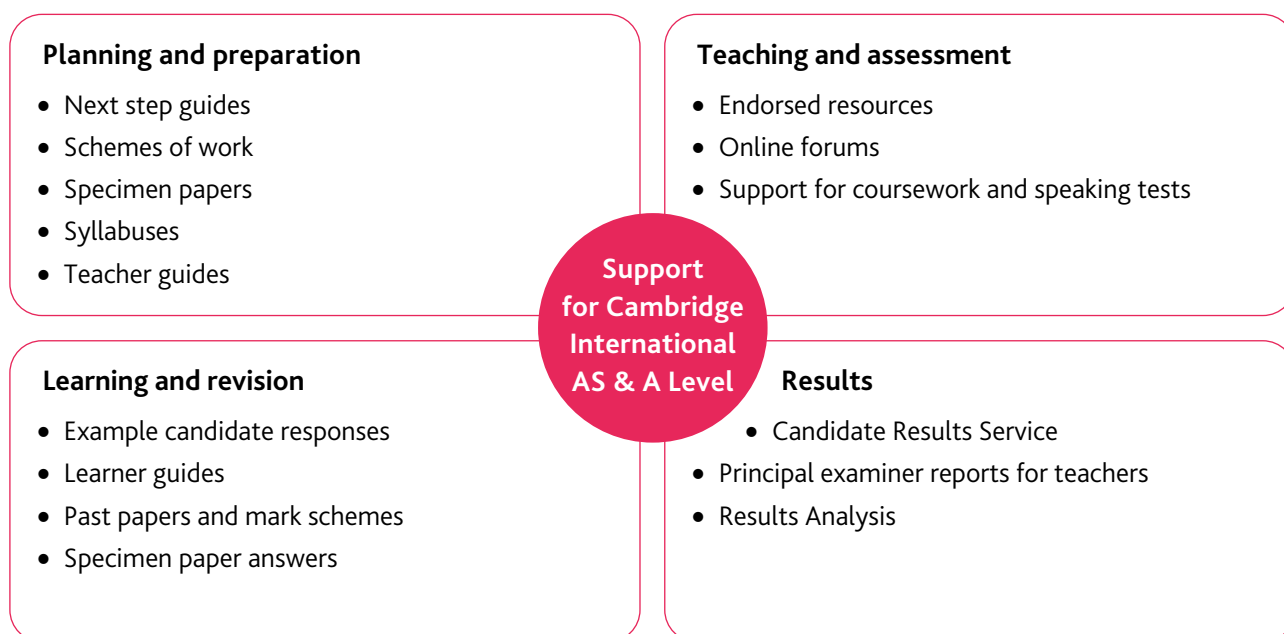 Planning and preparation
• Next step guides
• Schemes of work
• Specimen papers
• Syllabuses
• Teacher guides
Teaching and assessment
• Endorsed resources
• Online forums
• Support for coursework and speaking tests
Support
for Cambridge
International
AS & A Level
Learning and revision
• Example candidate responses
• Learner guides
• Past papers and mark schemes
• Specimen paper answers
Results
• Candidate Results Service
• Principal examiner reports for teachers
• Results Analysis